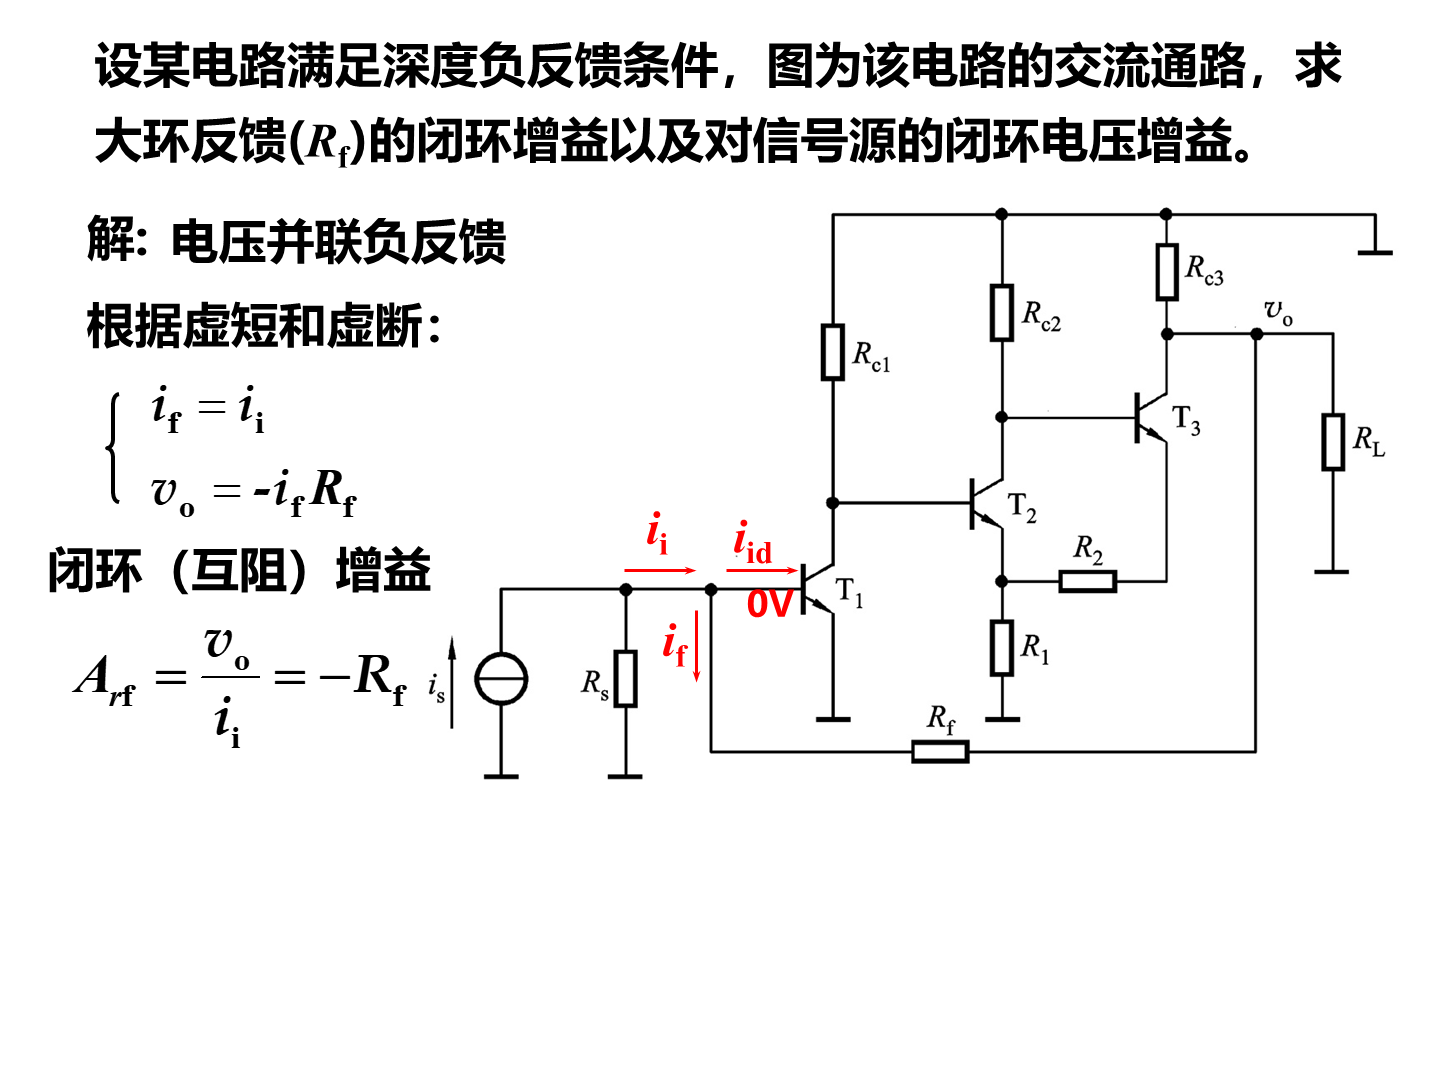 设某电路满足深度负反馈条件，图为该电路的交流通路，求
大环反馈(Rf)的闭环增益以及对信号源的闭环电压增益。
解：电压并联负反馈
根据虚短和虚断：
if = ii
vo = -if Rf
闭环（互阻）增益
Arf = vo / ii = −Rf
Rc1
Rc2
Rc3
vo
T3
RL
T2
R2
ii
iid
0V
T1
if
R1
is
Rs
Rf